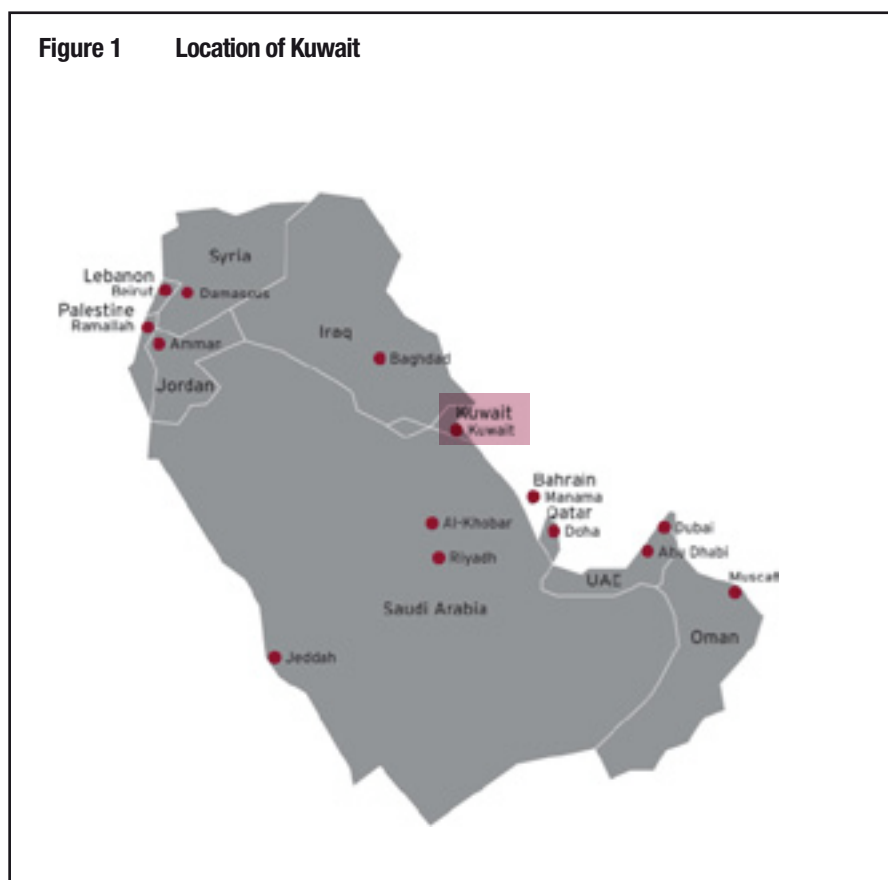 Figure 1 Location of Kuwait
Syria
Lebanon
Beirut
Damascus
Palestine
Ramallah
Amman
Jordan
Iraq
Baghdad
Kuwait
Kuwait
Bahrain
Manama
Qatar
Doha
Dubai
Abu Dhabi
UAE
Muscat
Al-Khobar
Riyadh
Saudi Arabia
Oman
Jeddah